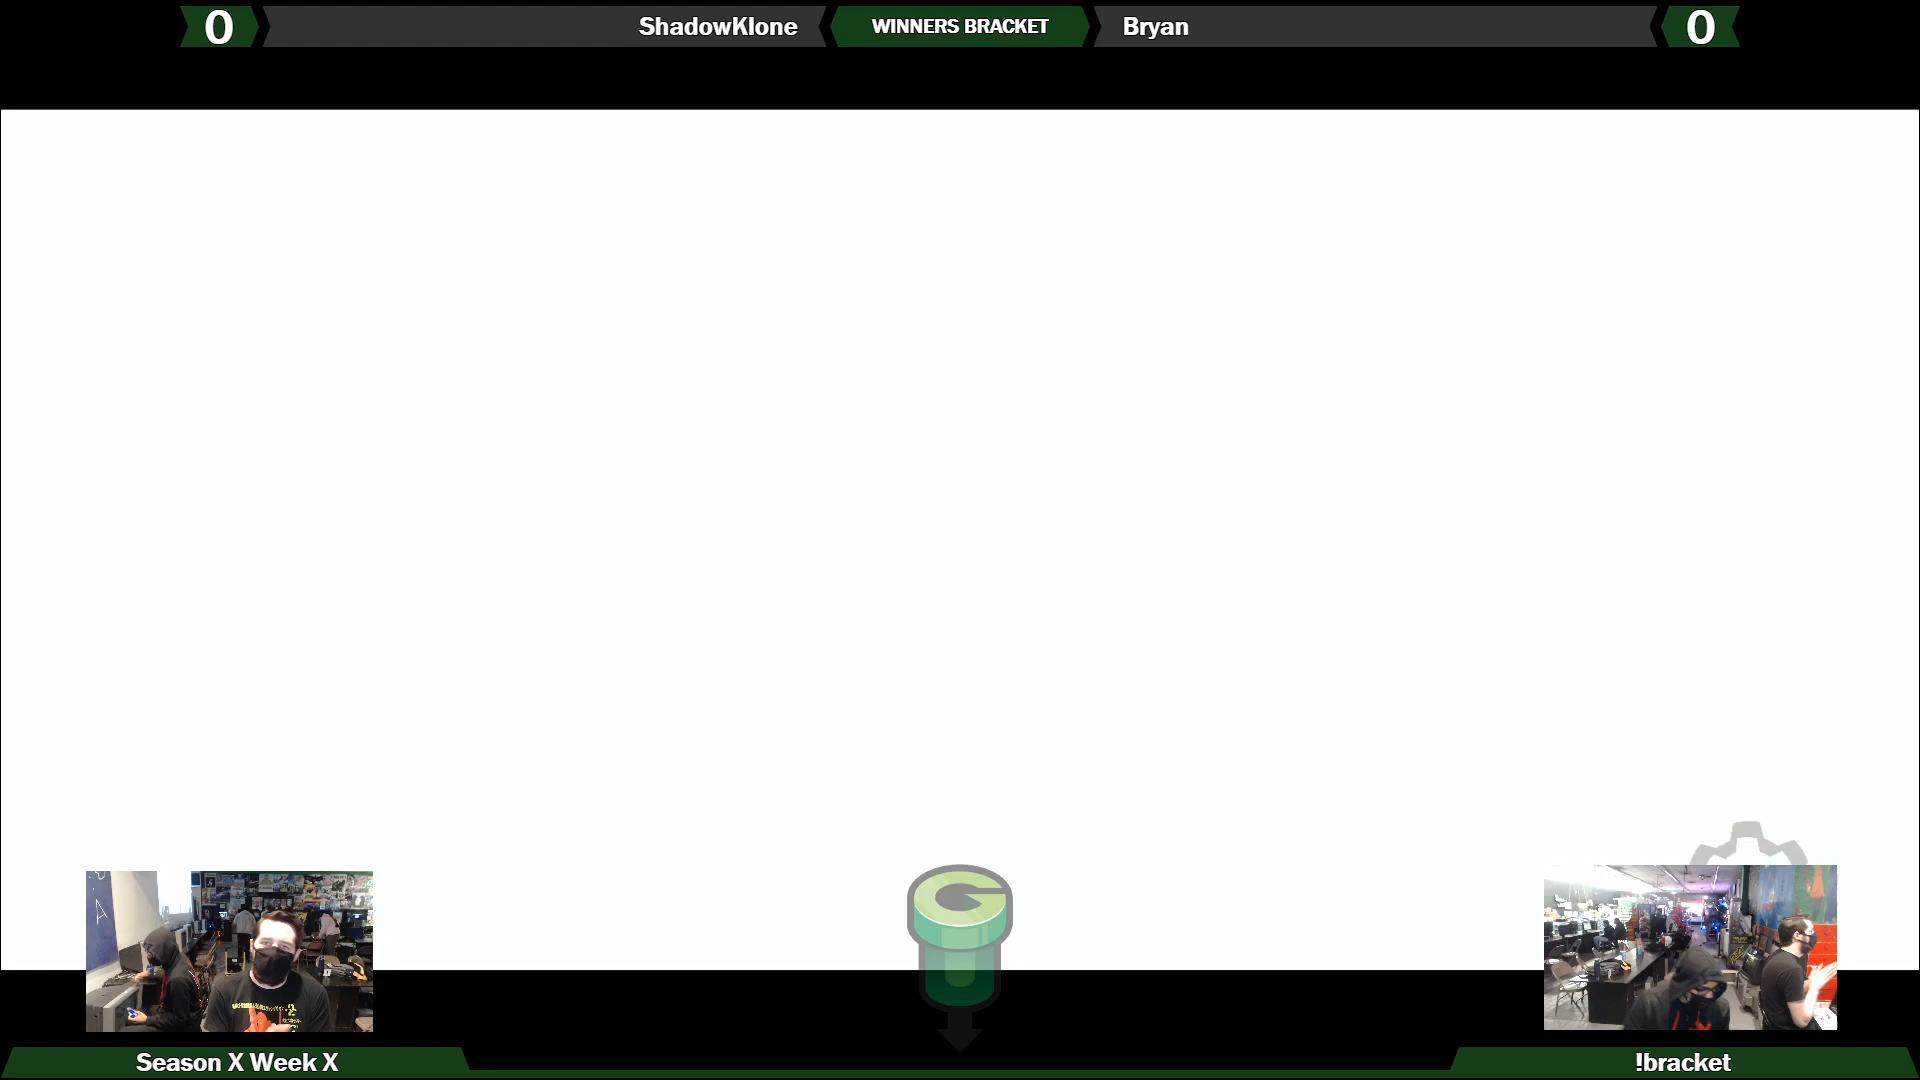 0
ShadowKlone
WINNERS BRACKET
Bryan
0
Season X Week X
!bracket